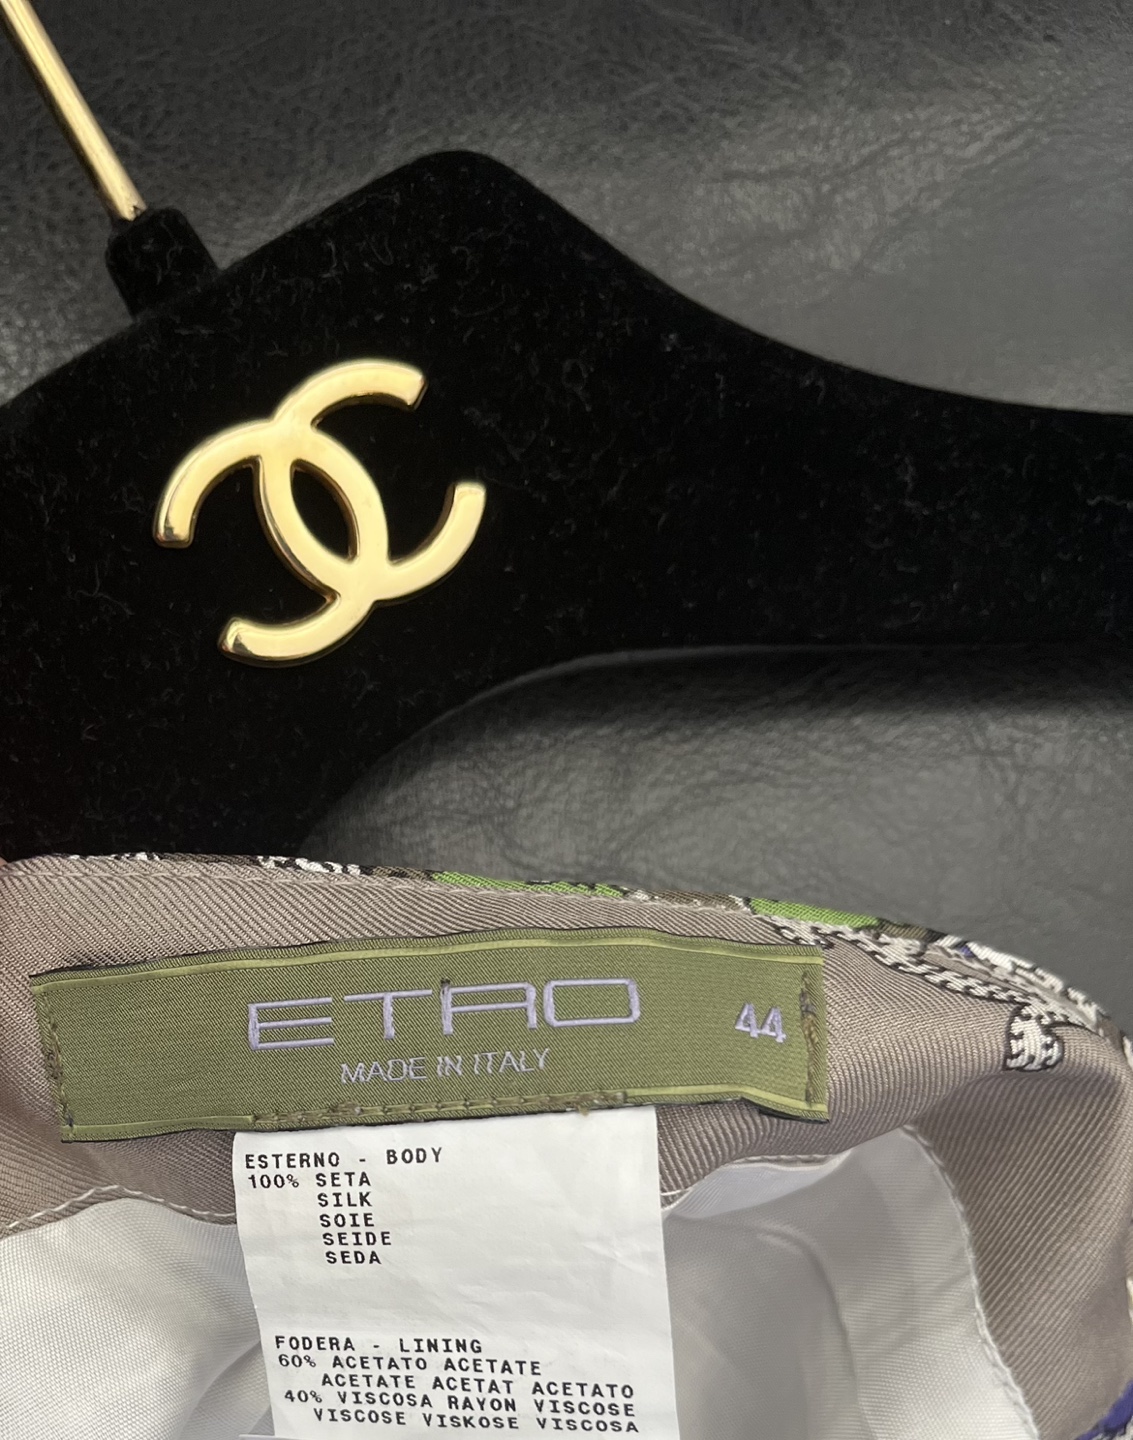 ETRO 44
MADE IN ITALY
ESTERNO - BODY
100% SETA
SILK
SOIE
SEIDE
SEDA
FODERA - LINING
60% ACETATO ACETATE
ACETATE ACETAT ACETATO
40% VISCOSA RAYON VISCOSE
VISCOSE VISKOSE VISCOSA